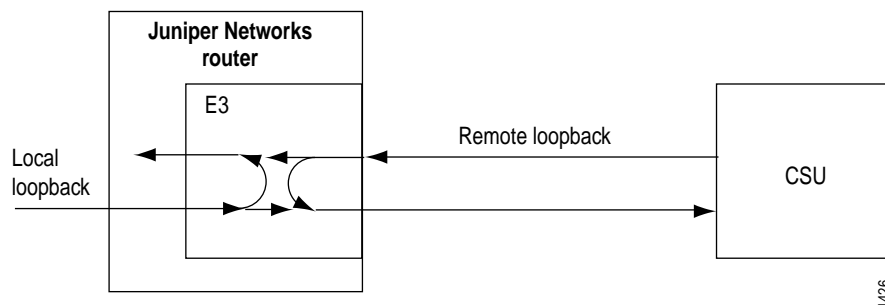 Juniper Networks
router
E3
Local
loopback
Remote loopback
CSU